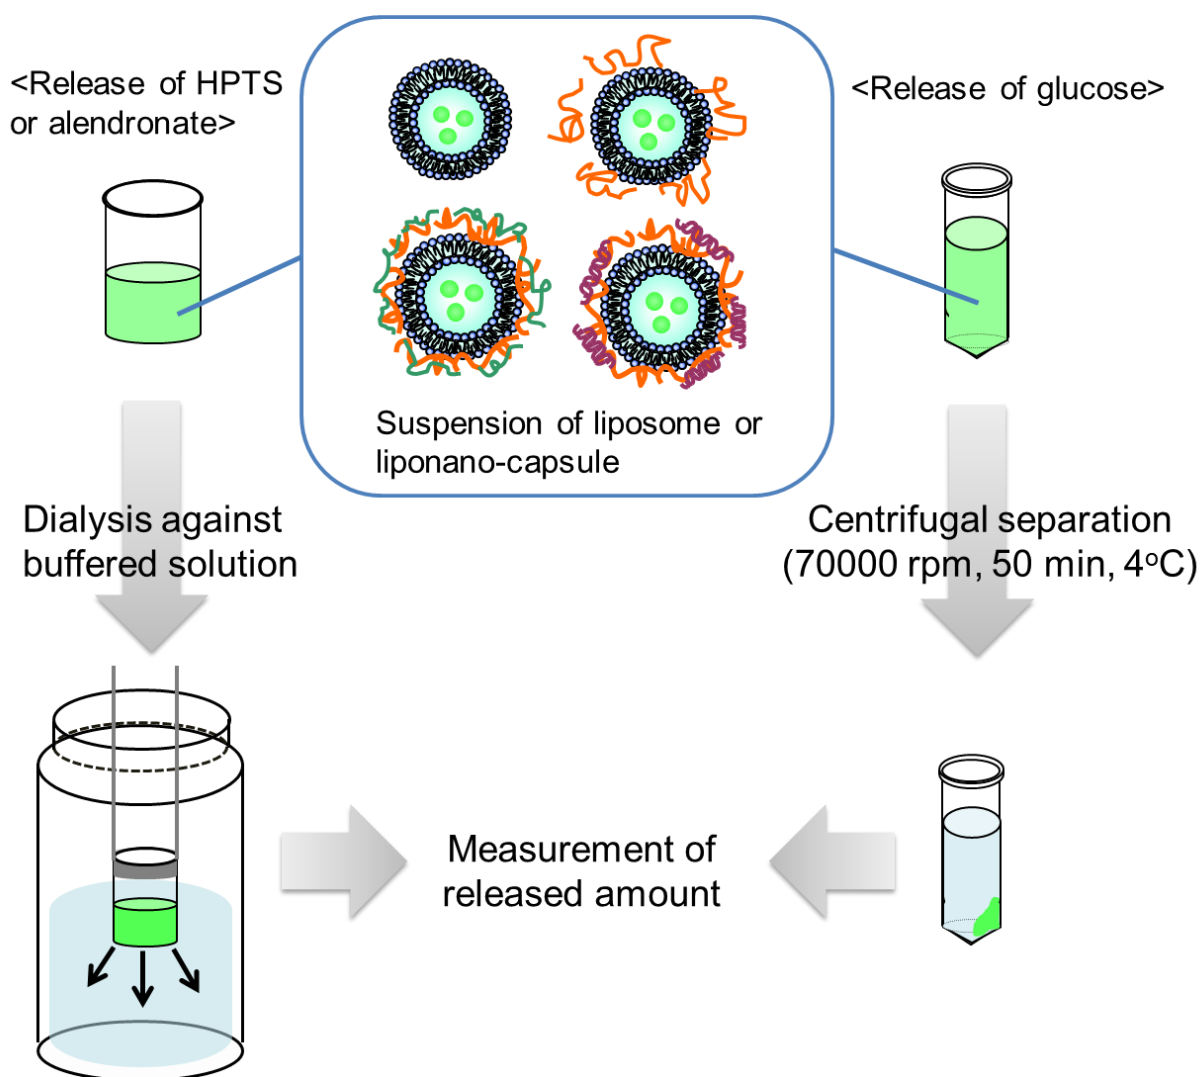 <Release of HPTS
or alendronate>
<Release of glucose>
Suspension of liposome or
liponano-capsule
Dialysis against
buffered solution
Centrifugal separation
(70000 rpm, 50 min, 4oC)
Measurement of
released amount